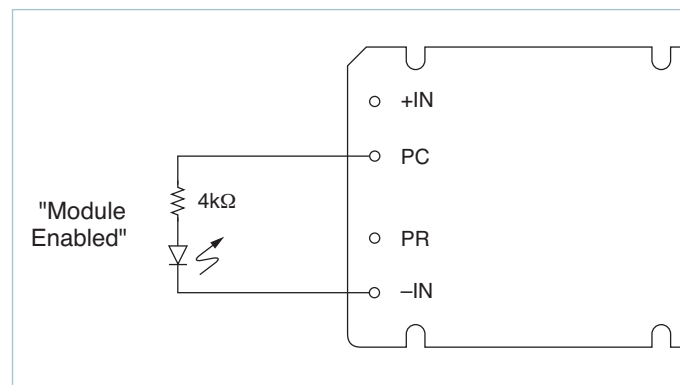 +IN
PC
4kΩ
"Module
Enabled"
PR
–IN